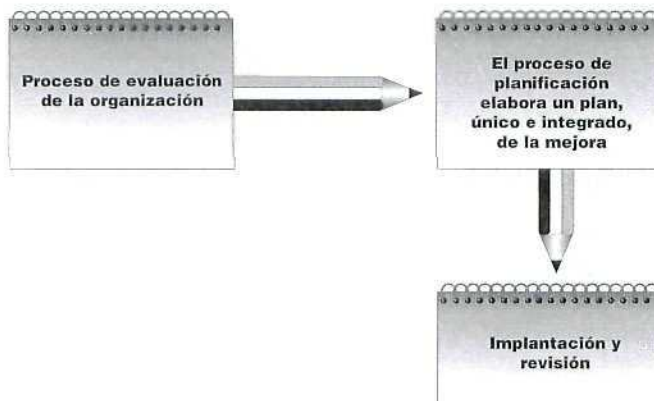 Proceso de evaluación
de la organización
El proceso de
planificación
elabora un plan,
único e integrado,
de la mejora
Implantación y
revisión